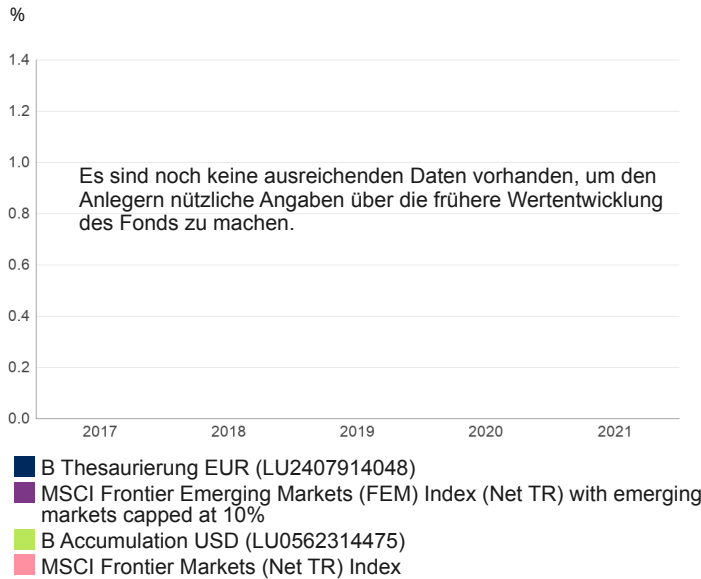 %
1.4
1.2
1.0
Es sind noch keine ausreichenden Daten vorhanden, um den
Anlegern nützliche Angaben über die frühere Wertentwicklung
0.8
des Fonds zu machen.
0.6
0.4
0.2
0.0
2017 2018 2019 2020 2021
B Thesaurierung EUR (LU2407914048)
MSCI Frontier Emerging Markets (FEM) Index (Net TR) with emerging
markets capped at 10%
B Accumulation USD (LU0562314475)
MSCI Frontier Markets (Net TR) Index